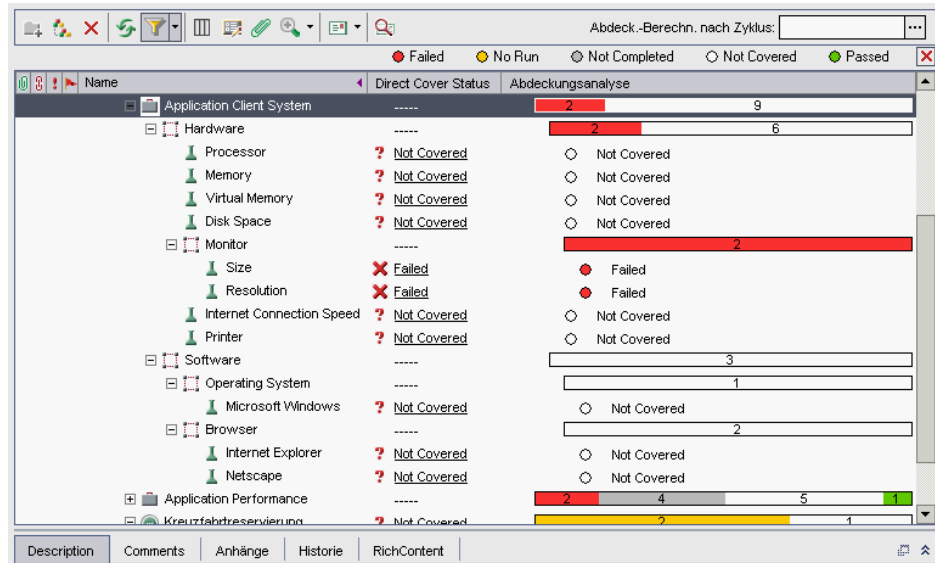 Abdeck.-Berechn. nach Zyklus:
Failed No Run Not Completed Not Covered Passed
Name Direct Cover Status Abdeckungsanalyse
Application Client System ----- 2 9
Hardware ----- 2 6
Processor ? Not Covered Not Covered
Memory ? Not Covered Not Covered
Virtual Memory ? Not Covered Not Covered
Disk Space ? Not Covered Not Covered
Monitor ----- 2
Size Failed Failed
Resolution Failed Failed
Internet Connection Speed ? Not Covered Not Covered
Printer ? Not Covered Not Covered
Software ----- 3
Operating System ----- 1
Microsoft Windows ? Not Covered Not Covered
Browser ----- 2
Internet Explorer ? Not Covered Not Covered
Netscape ? Not Covered Not Covered
Application Performance ----- 2 4 5 1
Kreuzfahrtreservierung ? Not Covered 2 1
Description Comments Anhänge Historie RichContent